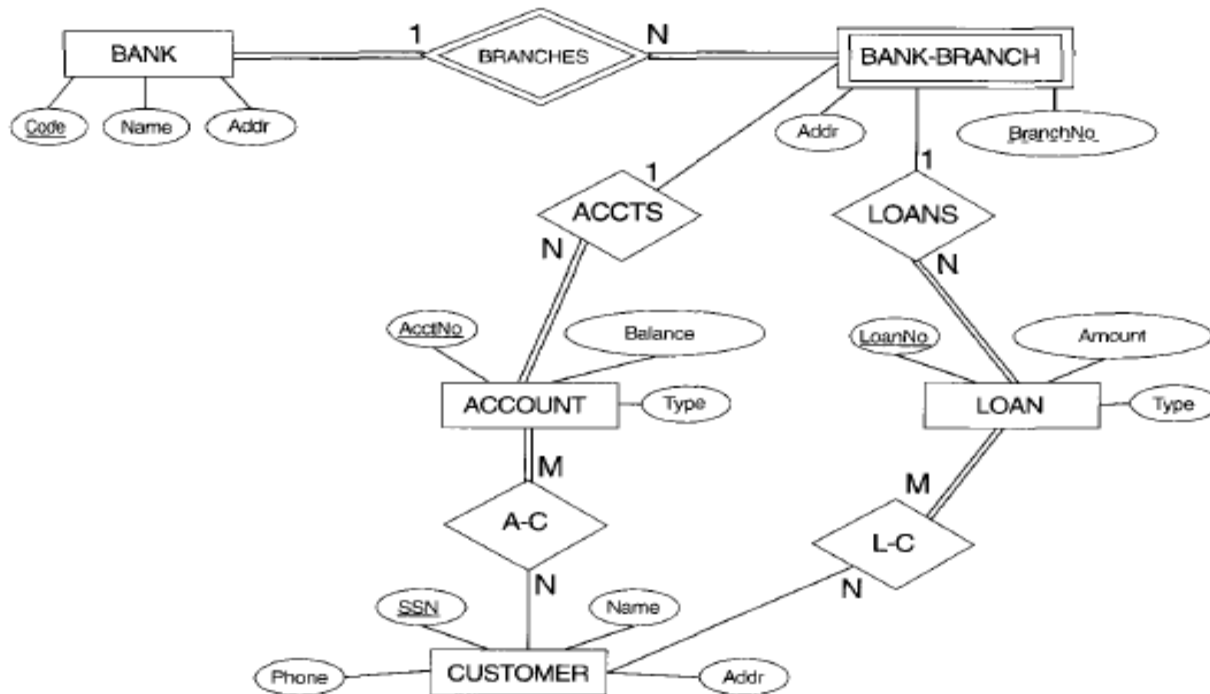 1
N
BANK
BRANCHES
BANK-BRANCH
Code
Name
Addr
Addr
BranchNo
1
1
ACCTS
LOANS
N
N
AcctNo
Balance
LoanNo
Amount
ACCOUNT
Type
LOAN
Type
M
M
A-C
L-C
N
N
SSN
Name
Phone
CUSTOMER
Addr